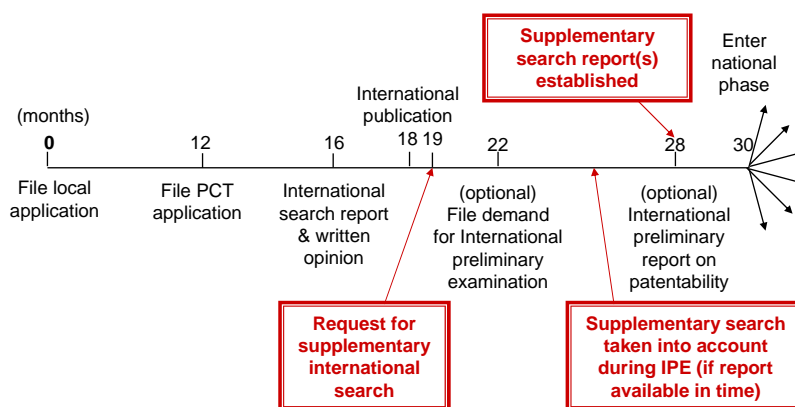 Supplementary
search report(s)
established
Enter
national
phase
(months)
International
publication
0
12
16
18
19
22
28
30
File local
application
File PCT
application
International
search report
& written
opinion
(optional)
File demand
for International
preliminary
examination
(optional)
International
preliminary
report on
patentability
Request for
supplementary
international
search
Supplementary search
taken into account
during IPE (if report
available in time)